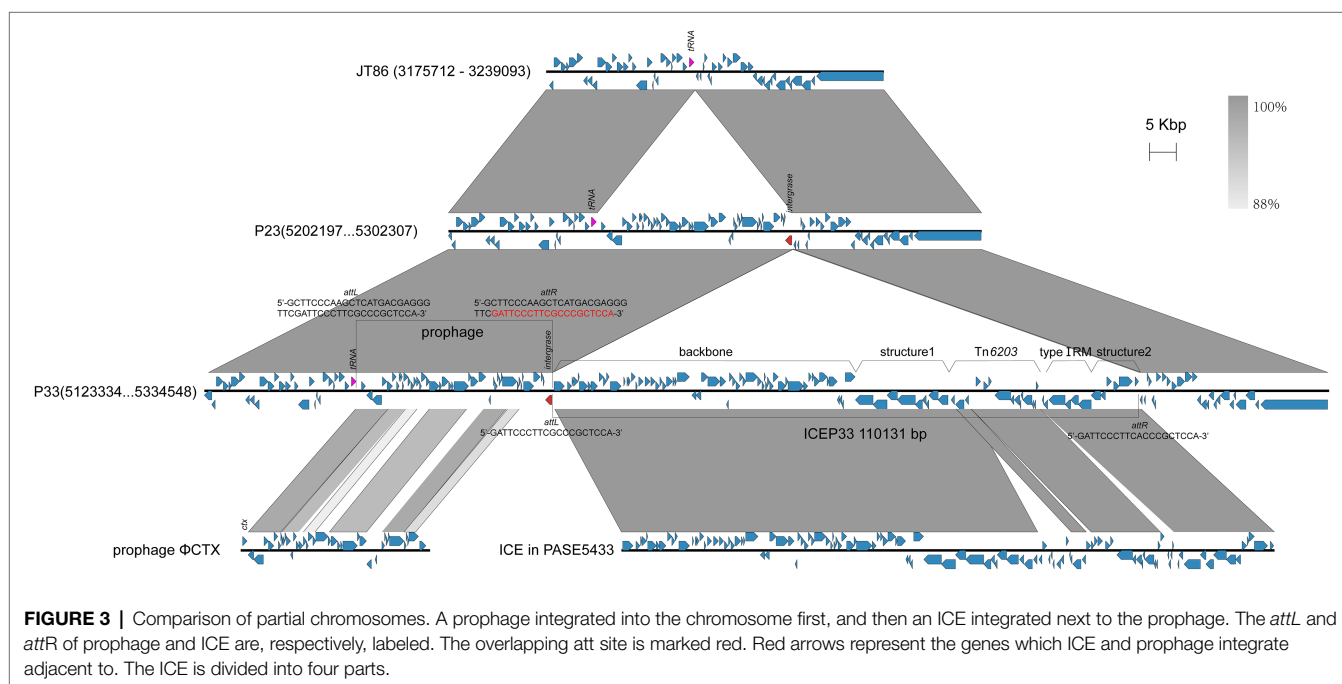 tRNA
JT86 (3175712 - 3239093)
100%
5 Kbp
88%
tRNA
intergrase
P23(5202197...5302307)
attL
5'-GCTTCCCAAGCTCATGACGAGGG
TTCGATTCCCTTCGCCCGCTCCA-3'
attR
5'-GCTTCCCAAGCTCATGACGAGGG
TTCGATTCCCTTCGCCCGCTCCA-3'
prophage
tRNA
intergrase
backbone
structure1
Tn6203
type IRM
structure2
P33(5123334...5334548)
attL
5'-GATTCCCTTCGCCCGCTCCA-3'
ICEP33 110131 bp
attR
5'-GATTCCCTTCACCCGCTCCA-3'
ctx
prophage ΦCTX
ICE in PASE5433
FIGURE 3 | Comparison of partial chromosomes. A prophage integrated into the chromosome first, and then an ICE integrated next to the prophage. The attL and
attR of prophage and ICE are, respectively, labeled. The overlapping att site is marked red. Red arrows represent the genes which ICE and prophage integrate
adjacent to. The ICE is divided into four parts.